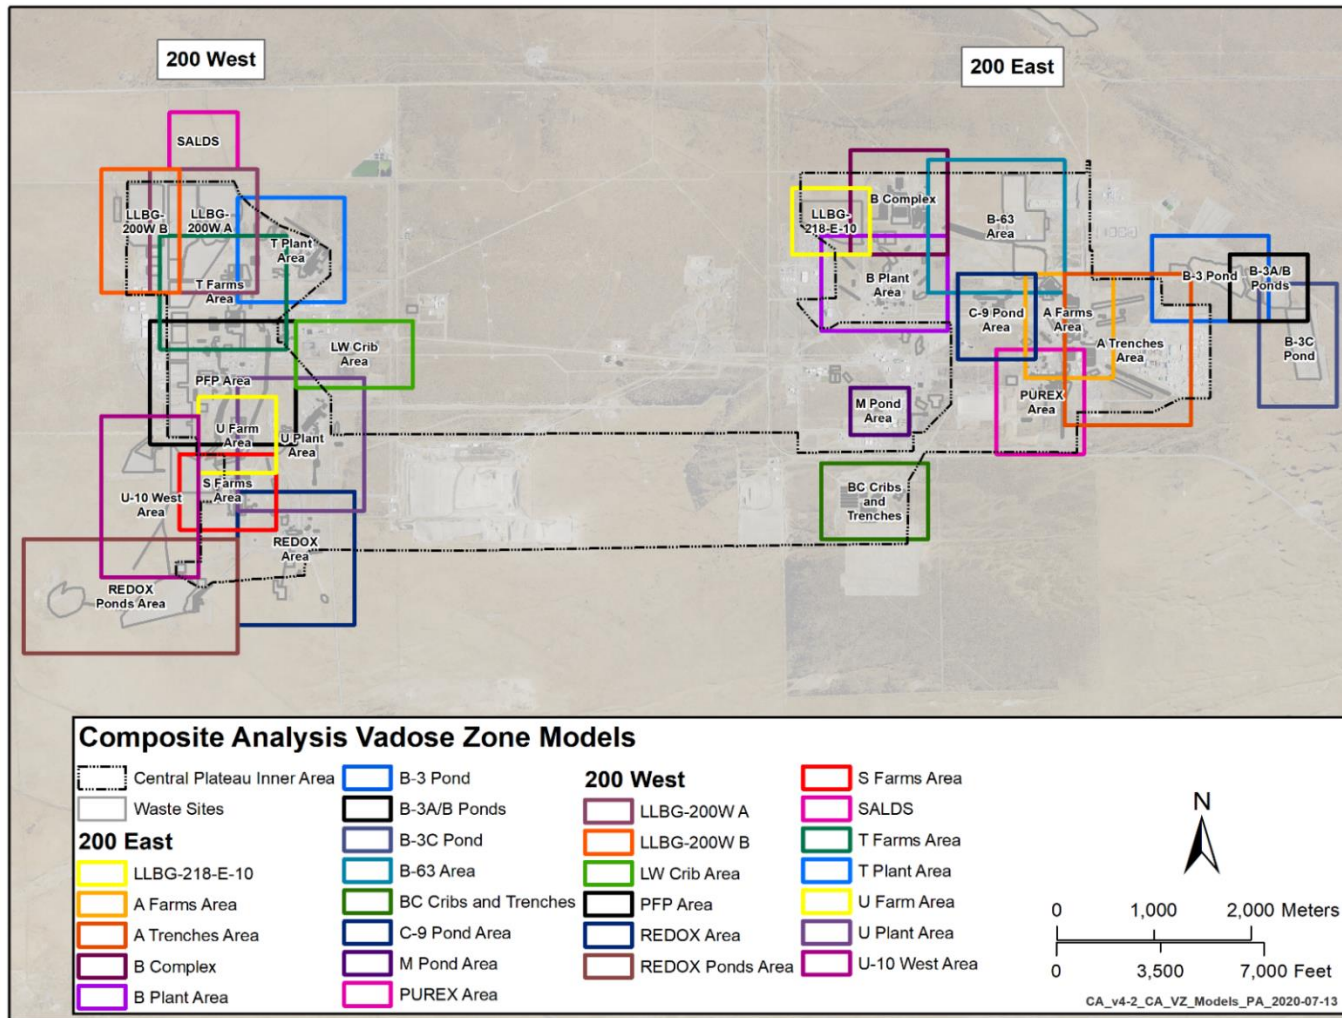 200 West
200 East
SALDS
LLBG-
200W B
LLBG-
200W A
T Plant
Area
T Farms
Area
LW Crib
Area
PFP Area
U Farm
Area
U Plant
Area
S Farms
Area
U-10 West
Area
REDOX
Area
REDOX
Ponds Area
B Complex
LLBG-
218-E-10
B-63
Area
B Plant
Area
B-3 Pond
B-3A/B
Ponds
C-9 Pond
Area
A Farms
Area
A Trenches
Area
B-3C
Pond
PUREX
Area
M Pond
Area
BC Cribs
and
Trenches
Composite Analysis Vadose Zone Models
Central Plateau Inner Area
Waste Sites
200 East
LLBG-218-E-10
A Farms Area
A Trenches Area
B Complex
B Plant Area
B-3 Pond
B-3A/B Ponds
B-3C Pond
B-63 Area
BC Cribs and Trenches
C-9 Pond Area
M Pond Area
PUREX Area
200 West
LLBG-200W A
LLBG-200W B
LW Crib Area
PFP Area
REDOX Area
REDOX Ponds Area
S Farms Area
SALDS
T Farms Area
T Plant Area
U Farm Area
U Plant Area
U-10 West Area
N
0 1,000 2,000 Meters
0 3,500 7,000 Feet
CA_v4-2_CA_VZ_Models_PA_2020-07-13